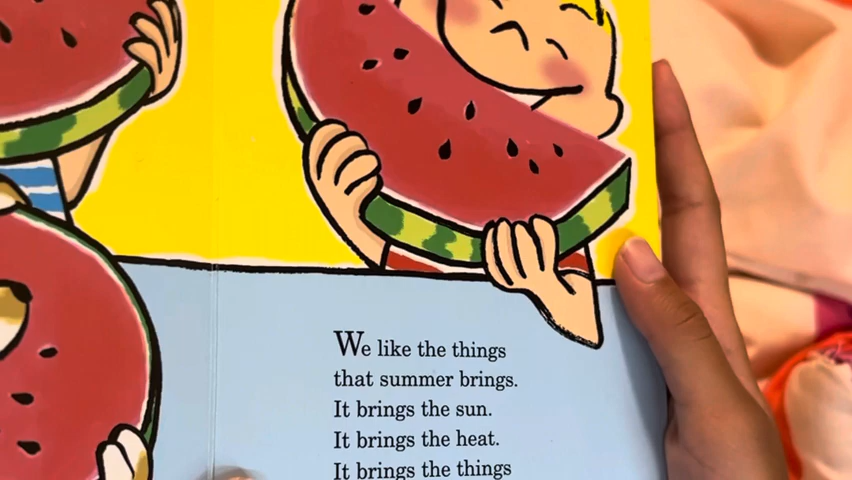 We like the things
that summer brings.
It brings the sun.
It brings the heat.
It brings the things